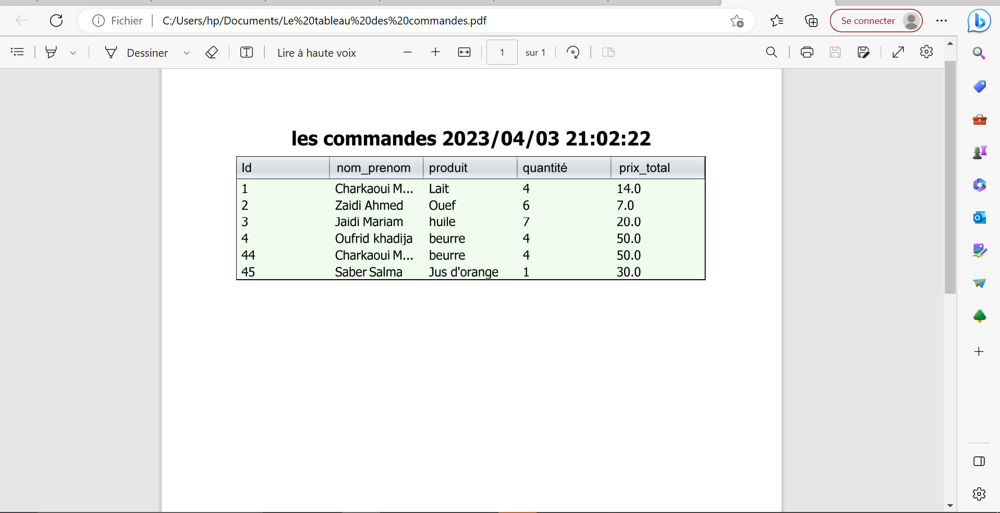 Fichier C:/Users/hp/Documents/Le%20tableau%20des%20commandes.pdf Se connecter
Dessiner Lire à haute voix 1 sur 1
les commandes 2023/04/03 21:02:22
Id nom_prenom produit quantité prix_total
1 Charkaoui M... Lait 4 14.0
2 Zaidi Ahmed Ouef 6 7.0
3 Jaidi Mariam huile 7 20.0
4 Oufrid khadija beurre 4 50.0
44 Charkaoui M... beurre 4 50.0
45 Saber Salma Jus d'orange 1 30.0